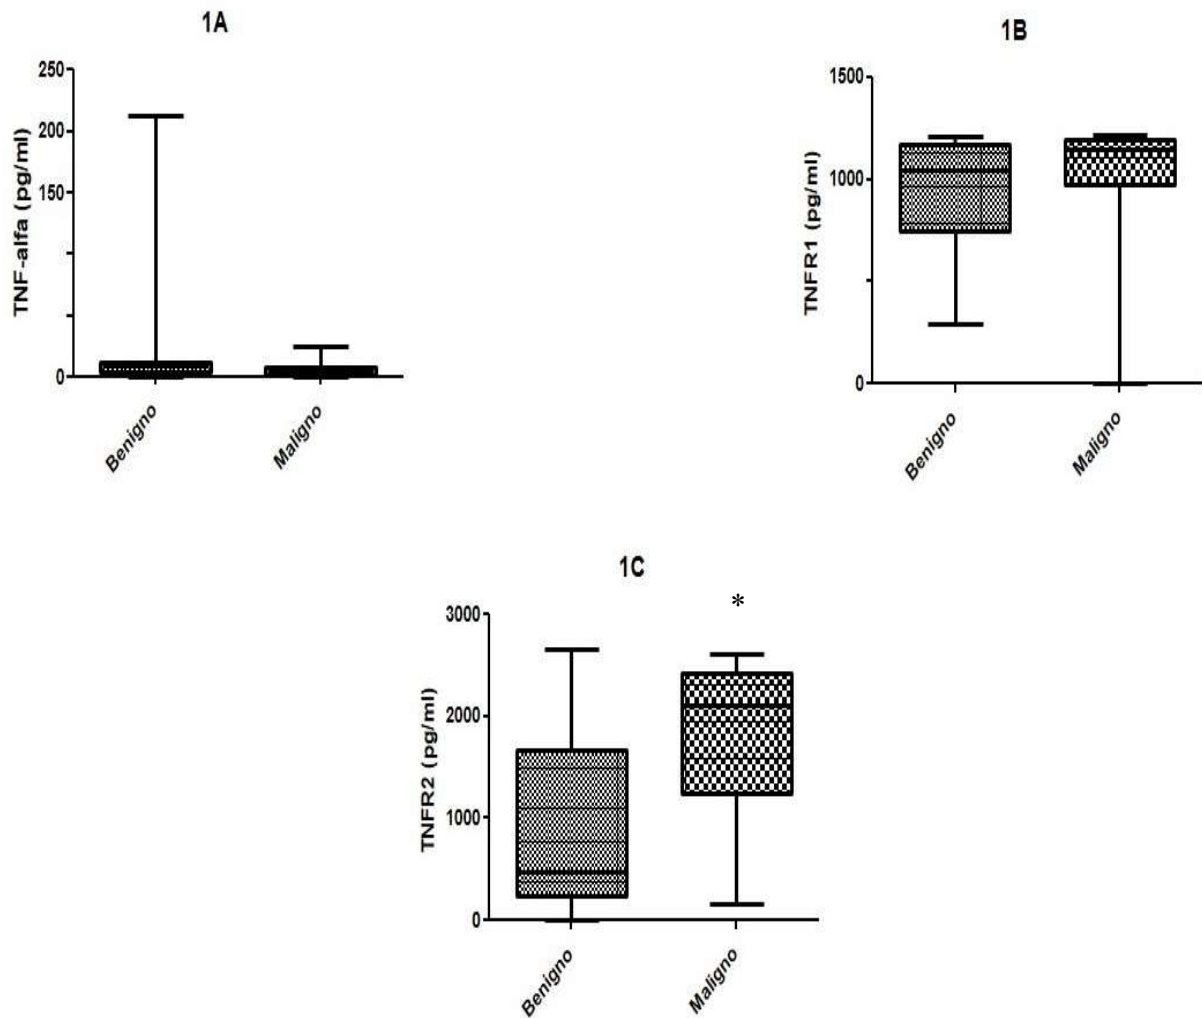 1A
TNF-alfa (pg/ml)
250
200
150
0
Benigno
Maligno
1B
TNFR1 (pg/ml)
1500
1000
0
Benigno
Maligno
1C
*
TNFR2 (pg/ml)
3000
2000
1000
0
Benigno
Maligno